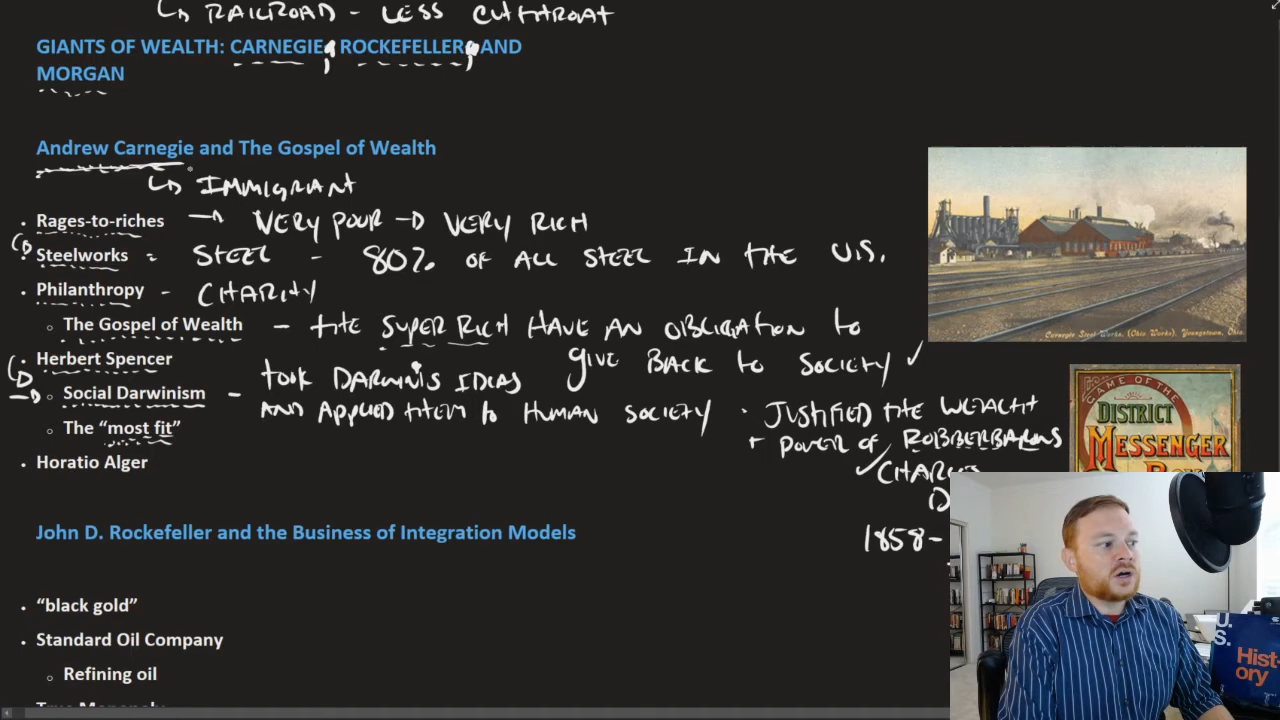 ↳ RAILROAD - LESS CUTTHROAT
GIANTS OF WEALTH: CARNEGIE, ROCKEFELLER, AND
MORGAN
Andrew Carnegie and The Gospel of Wealth
↳ IMMIGRANT
• Rages-to-riches → VERY POUR → VERY RICH
• Steelworks - STEEL - 80% OF ALL STEEL IN THE U.S.
• Philanthropy - CHARITY
○ The Gospel of Wealth - THE SUPER RICH HAVE AN OBLIGATION TO
GIVE BACK TO SOCIETY ✓
• Herbert Spencer
○ Social Darwinism - TOOK DARWIN'S IDEAS
AND APPLIED THEM TO HUMAN SOCIETY • JUSTIFIED THE WEALTH
+ POWER OF ROBBERBARONS
○ The “most fit”
• Horatio Alger
1858-
John D. Rockefeller and the Business of Integration Models
• “black gold”
• Standard Oil Company
○ Refining oil
Carnegie Steel Works, (Ohio Works), Youngstown, Ohio.
GAME OF THE
DISTRICT
MESSENGER
U.
S.
Hist-
ory